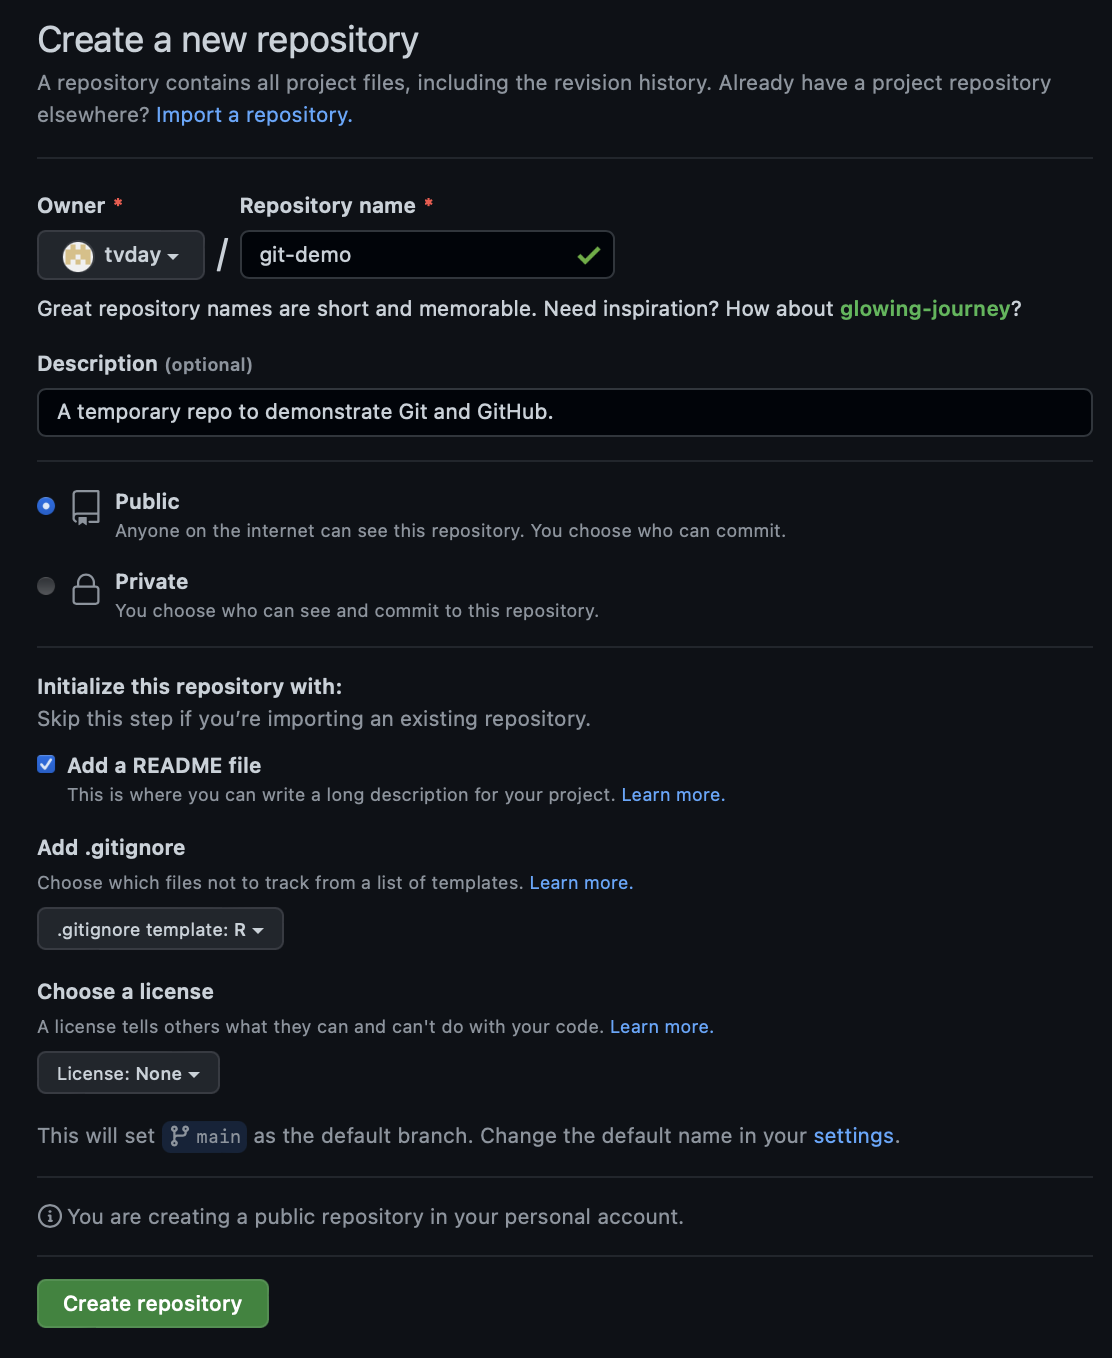 Create a new repository
A repository contains all project files, including the revision history. Already have a project repository
elsewhere? Import a repository.
Owner *
Repository name *
tvday
/
git-demo
Great repository names are short and memorable. Need inspiration? How about glowing-journey?
Description (optional)
A temporary repo to demonstrate Git and GitHub.
Public
Anyone on the internet can see this repository. You choose who can commit.
Private
You choose who can see and commit to this repository.
Initialize this repository with:
Skip this step if you’re importing an existing repository.
Add a README file
This is where you can write a long description for your project. Learn more.
Add .gitignore
Choose which files not to track from a list of templates. Learn more.
.gitignore template: R
Choose a license
A license tells others what they can and can't do with your code. Learn more.
License: None
This will set main as the default branch. Change the default name in your settings.
You are creating a public repository in your personal account.
Create repository